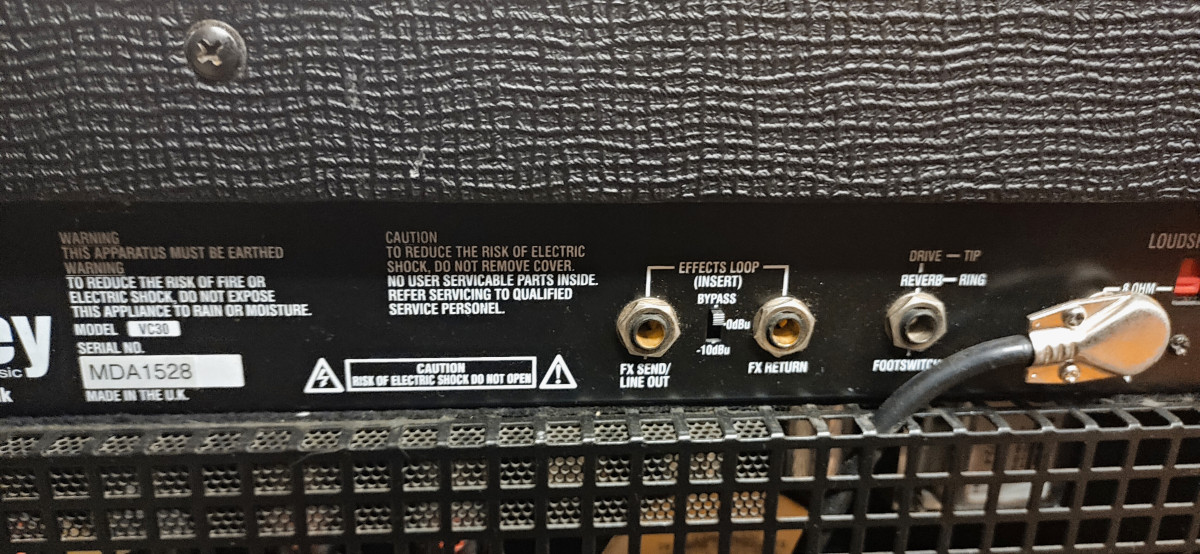 WARNING
THIS APPARATUS MUST BE EARTHED
WARNING
TO REDUCE THE RISK OF FIRE OR
ELECTRIC SHOCK, DO NOT EXPOSE
THIS APPLIANCE TO RAIN OR MOISTURE.
MODEL VC30
SERIAL NO.
MDA1528
MADE IN THE U.K.
ey
sic
k
CAUTION
TO REDUCE THE RISK OF ELECTRIC
SHOCK, DO NOT REMOVE COVER.
NO USER SERVICABLE PARTS INSIDE.
REFER SERVICING TO QUALIFIED
SERVICE PERSONEL.
CAUTION
RISK OF ELECTRIC SHOCK DO NOT OPEN
EFFECTS LOOP
(INSERT)
BYPASS
-0dBu
-10dBu
FX SEND/
LINE OUT
FX RETURN
DRIVE — TIP
REVERB — RING
FOOTSWITCH
LOUDS
8 OHM